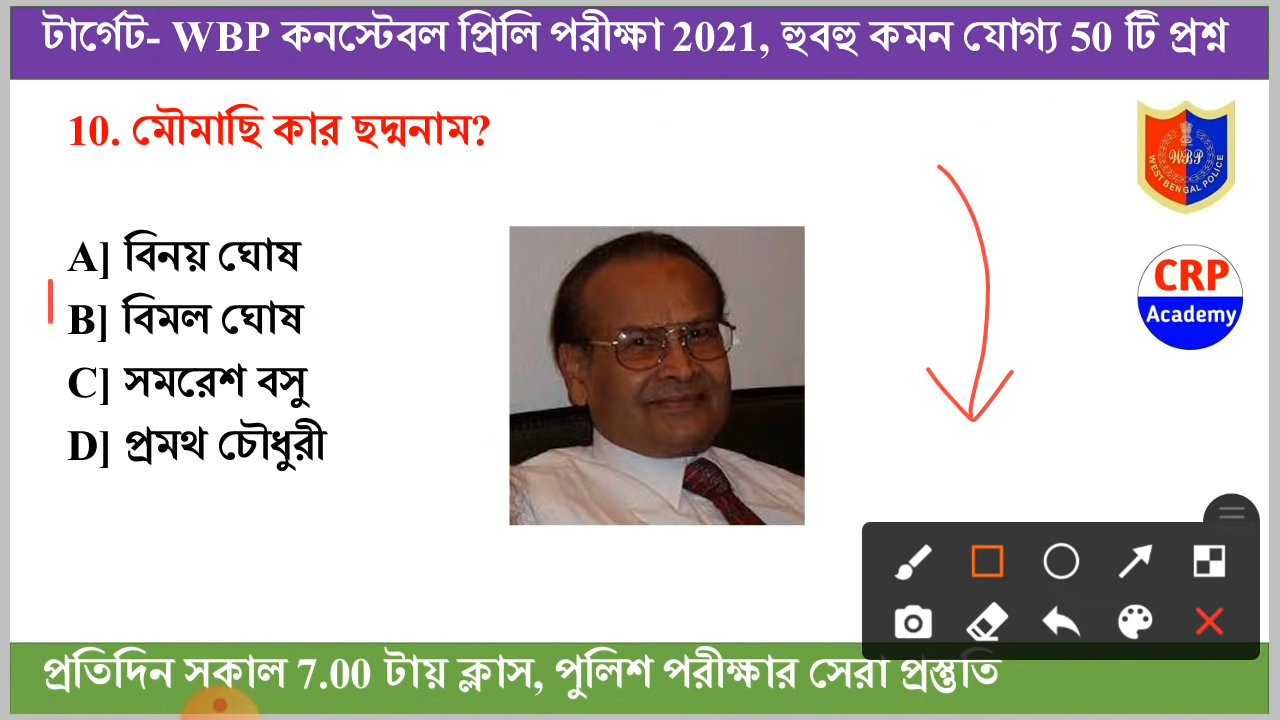 টার্গেট- WBP কনস্টেবল প্রিলি পরীক্ষা 2021, হুবহু কমন যোগ্য 50 টি প্রশ্ন
10. মৌমাছি কার ছদ্মনাম?
A] বিনয় ঘোষ
B] বিমল ঘোষ
C] সমরেশ বসু
D] প্রমথ চৌধুরী
WBP
WEST BENGAL POLICE
CRP
Academy
প্রতিদিন সকাল 7.00 টায় ক্লাস, পুলিশ পরীক্ষার সেরা প্রস্তুতি